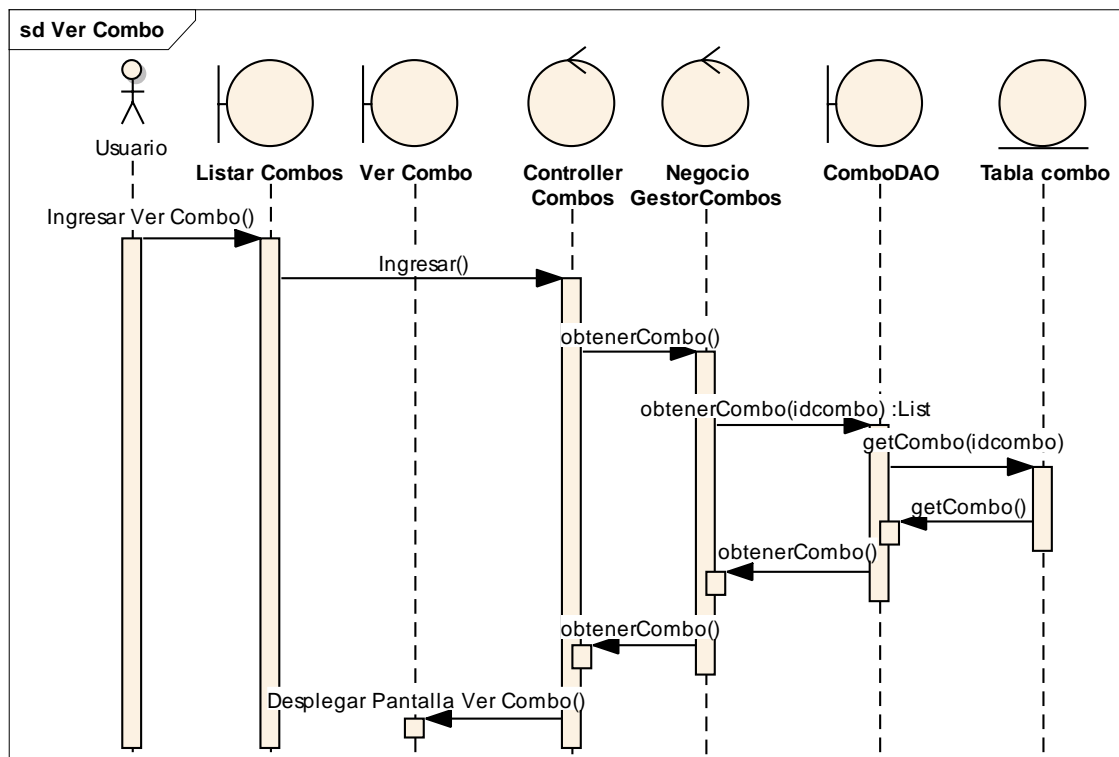 sd Ver Combo
Usuario
Listar Combos
Ver Combo
Controller
Combos
Negocio
GestorCombos
ComboDAO
Tabla combo
Ingresar Ver Combo()
Ingresar()
obtenerCombo()
obtenerCombo(idcombo) :List
getCombo(idcombo)
getCombo()
obtenerCombo()
obtenerCombo()
Desplegar Pantalla Ver Combo()